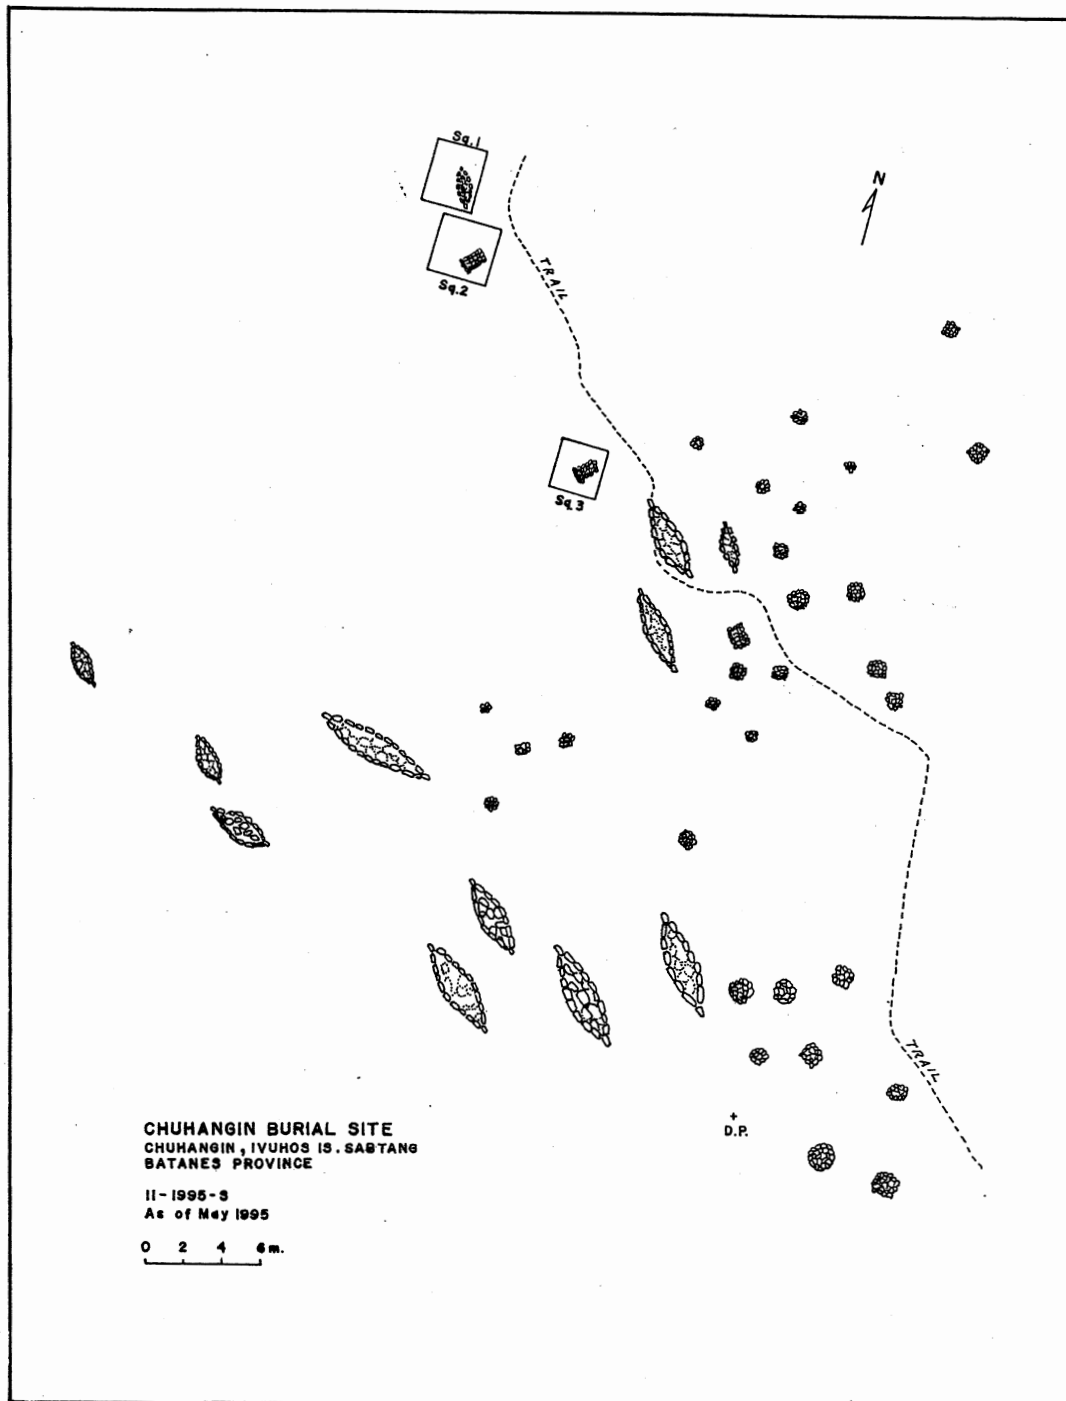 Sq.1
N
Sq.2
TRAIL
Sq.3
TRAIL
+
D.P.
CHUHANGIN BURIAL SITE
CHUHANGIN, IVUHOS IS. SABTANG
BATANES PROVINCE
II-1995-S
As of May 1995
0 2 4 6m.